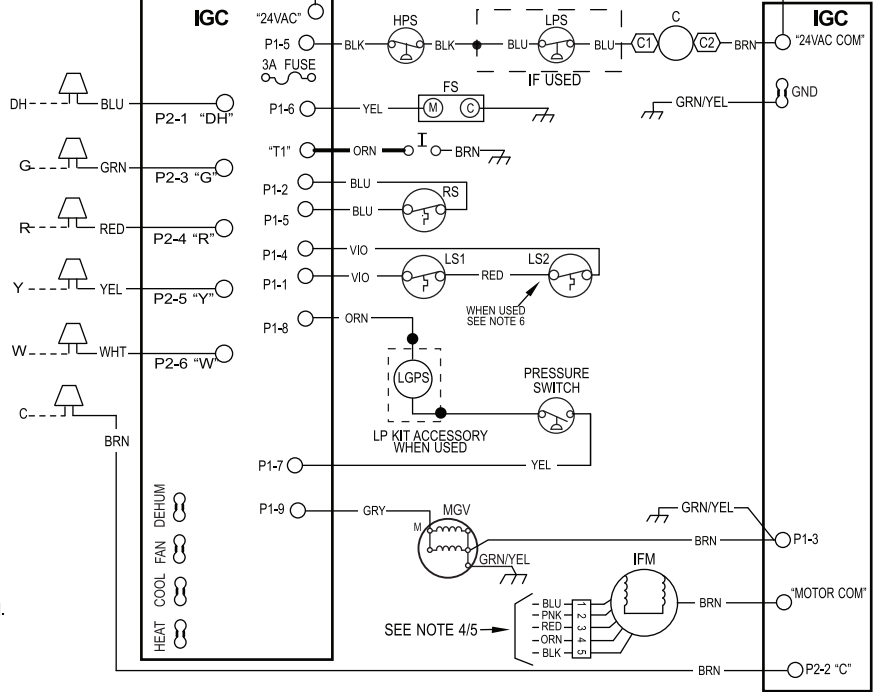 IGC
"24VAC"
HPS
LPS
C
IGC
P1-5
BLK
BLK
BLU
BLU
C1
C2
BRN
"24VAC COM"
3A FUSE
IF USED
FS
GND
DH
BLU
P2-1 "DH"
P1-6
YEL
M
C
GRN/YEL
"T1"
ORN
I
BRN
G
GRN
P2-3 "G"
P1-2
BLU
RS
P1-5
BLU
R
RED
P2-4 "R"
P1-4
VIO
LS1
LS2
P1-1
VIO
RED
Y
YEL
P2-5 "Y"
WHEN USED
SEE NOTE 6
P1-8
ORN
W
WHT
P2-6 "W"
LGPS
PRESSURE
SWITCH
C
BRN
LP KIT ACCESSORY
WHEN USED
P1-7
YEL
DEHUM
FAN
COOL
HEAT
P1-9
GRY
MGV
M
GRN/YEL
GRN/YEL
BRN
P1-3
IFM
SEE NOTE 4/5
BLU 1
PNK 2
RED 3
ORN 4
BLK 5
BRN
"MOTOR COM"
BRN
P2-2 "C"